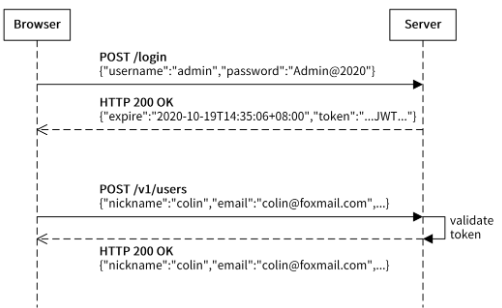 Browser
Server
POST /login
{"username":"admin","password":"Admin@2020"}
HTTP 200 OK
{"expire":"2020-10-19T14:35:06+08:00","token":"...JWT..."}
POST /v1/users
{"nickname":"colin","email":"colin@foxmail.com",...}
validate
token
HTTP 200 OK
{"nickname":"colin","email":"colin@foxmail.com",...}